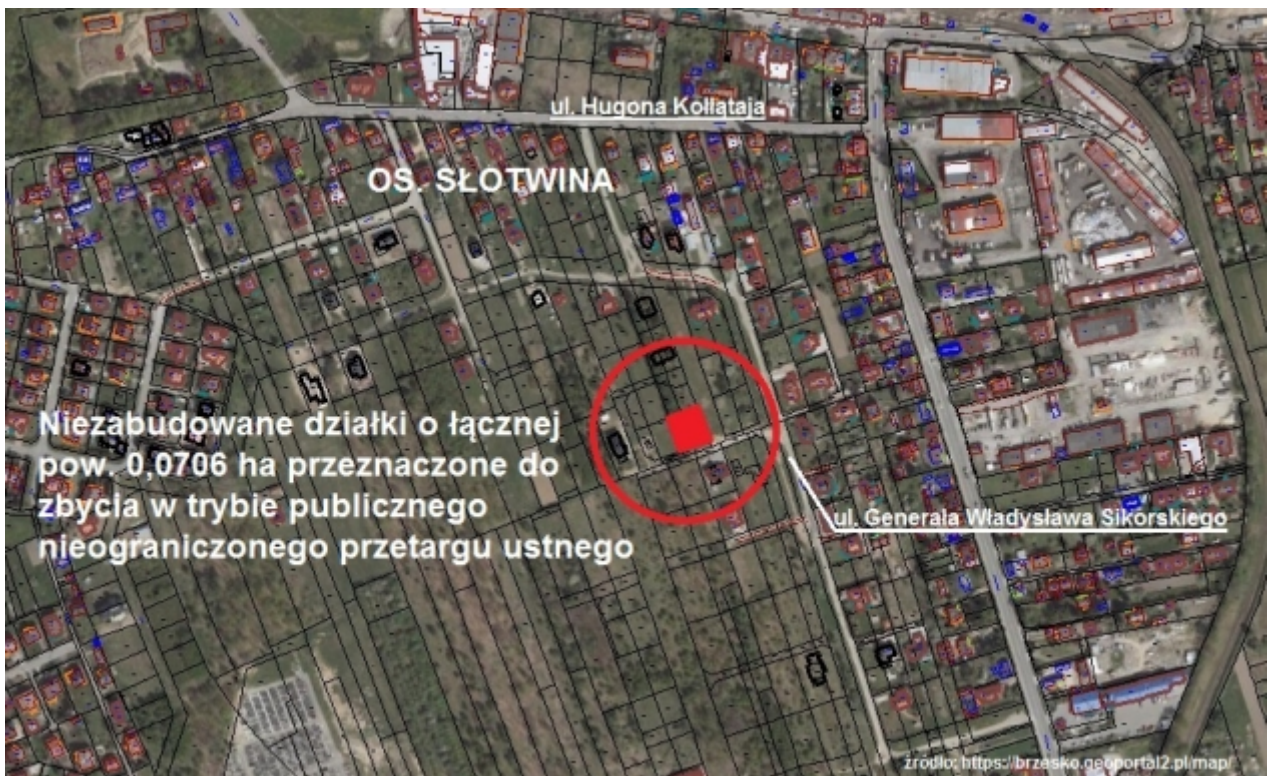 ul. Hugona Kołłątaja
OS. SŁOTWINA
Niezabudowane działki o łącznej
pow. 0,0706 ha przeznaczone do
zbycia w trybie publicznego
nieograniczonego przetargu ustnego
ul. Generała Władysława Sikorskiego
źródło: https://brzesko.geoportal2.pl/map/